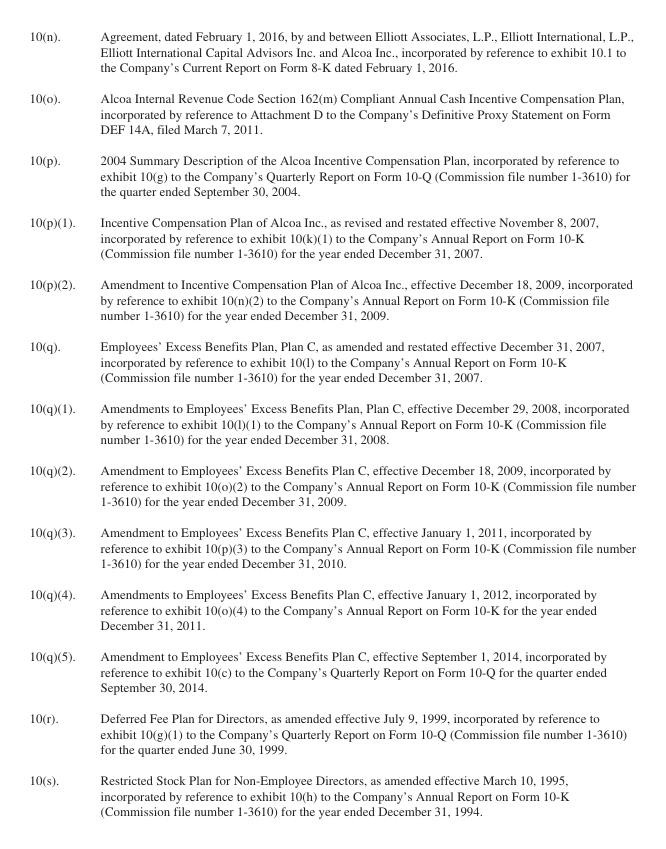 10(n). Agreement, dated February 1, 2016, by and between Elliott Associates, L.P., Elliott International, L.P.,
Elliott International Capital Advisors Inc. and Alcoa Inc., incorporated by reference to exhibit 10.1 to
the Company’s Current Report on Form 8-K dated February 1, 2016.
10(o). Alcoa Internal Revenue Code Section 162(m) Compliant Annual Cash Incentive Compensation Plan,
incorporated by reference to Attachment D to the Company’s Definitive Proxy Statement on Form
DEF 14A, filed March 7, 2011.
10(p). 2004 Summary Description of the Alcoa Incentive Compensation Plan, incorporated by reference to
exhibit 10(g) to the Company’s Quarterly Report on Form 10-Q (Commission file number 1-3610) for
the quarter ended September 30, 2004.
10(p)(1). Incentive Compensation Plan of Alcoa Inc., as revised and restated effective November 8, 2007,
incorporated by reference to exhibit 10(k)(1) to the Company’s Annual Report on Form 10-K
(Commission file number 1-3610) for the year ended December 31, 2007.
10(p)(2). Amendment to Incentive Compensation Plan of Alcoa Inc., effective December 18, 2009, incorporated
by reference to exhibit 10(n)(2) to the Company’s Annual Report on Form 10-K (Commission file
number 1-3610) for the year ended December 31, 2009.
10(q). Employees’ Excess Benefits Plan, Plan C, as amended and restated effective December 31, 2007,
incorporated by reference to exhibit 10(l) to the Company’s Annual Report on Form 10-K
(Commission file number 1-3610) for the year ended December 31, 2007.
10(q)(1). Amendments to Employees’ Excess Benefits Plan, Plan C, effective December 29, 2008, incorporated
by reference to exhibit 10(l)(1) to the Company’s Annual Report on Form 10-K (Commission file
number 1-3610) for the year ended December 31, 2008.
10(q)(2). Amendment to Employees’ Excess Benefits Plan C, effective December 18, 2009, incorporated by
reference to exhibit 10(o)(2) to the Company’s Annual Report on Form 10-K (Commission file number
1-3610) for the year ended December 31, 2009.
10(q)(3). Amendment to Employees’ Excess Benefits Plan C, effective January 1, 2011, incorporated by
reference to exhibit 10(p)(3) to the Company’s Annual Report on Form 10-K (Commission file number
1-3610) for the year ended December 31, 2010.
10(q)(4). Amendments to Employees’ Excess Benefits Plan C, effective January 1, 2012, incorporated by
reference to exhibit 10(o)(4) to the Company’s Annual Report on Form 10-K for the year ended
December 31, 2011.
10(q)(5). Amendment to Employees’ Excess Benefits Plan C, effective September 1, 2014, incorporated by
reference to exhibit 10(c) to the Company’s Quarterly Report on Form 10-Q for the quarter ended
September 30, 2014.
10(r). Deferred Fee Plan for Directors, as amended effective July 9, 1999, incorporated by reference to
exhibit 10(g)(1) to the Company’s Quarterly Report on Form 10-Q (Commission file number 1-3610)
for the quarter ended June 30, 1999.
10(s). Restricted Stock Plan for Non-Employee Directors, as amended effective March 10, 1995,
incorporated by reference to exhibit 10(h) to the Company’s Annual Report on Form 10-K
(Commission file number 1-3610) for the year ended December 31, 1994.